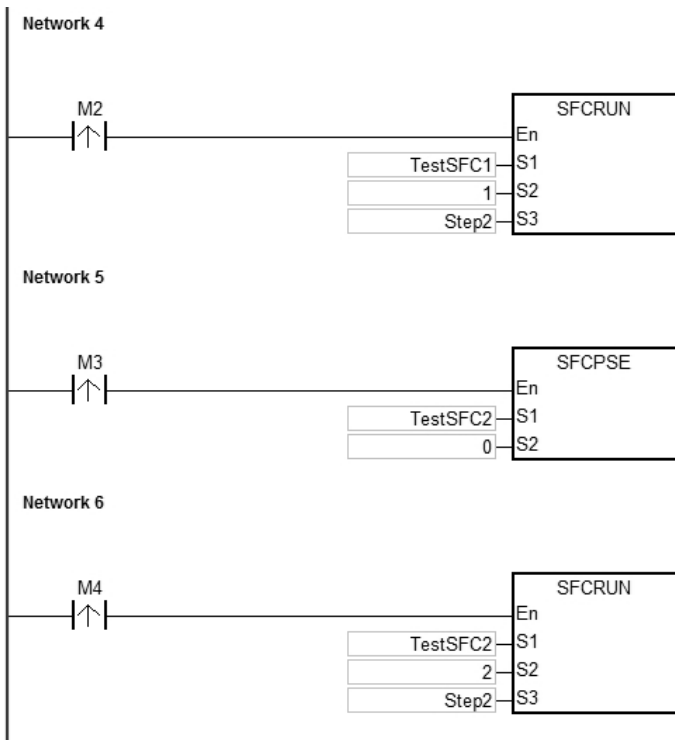 Network 4
M2
SFCRUN
En
TestSFC1 S1
1 S2
Step2 S3
Network 5
M3
SFCPSE
En
TestSFC2 S1
0 S2
Network 6
M4
SFCRUN
En
TestSFC2 S1
2 S2
Step2 S3